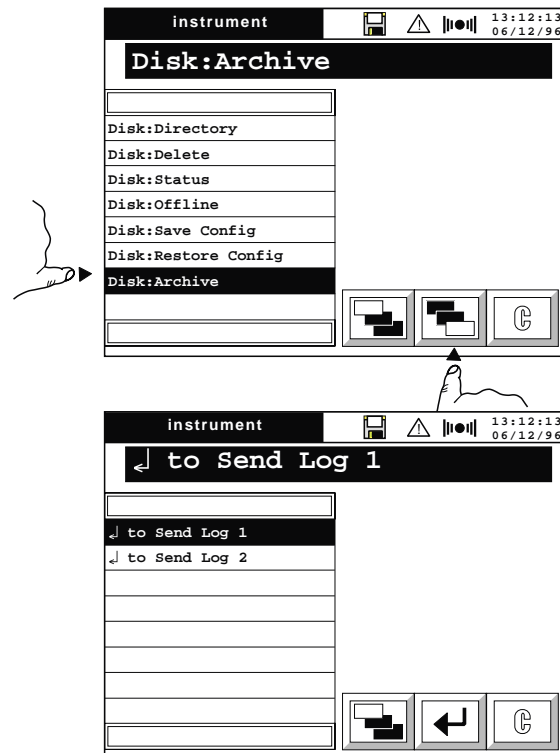 instrument 13:12:13
06/12/96
Disk:Archive
Disk:Directory
Disk:Delete
Disk:Status
Disk:Offline
Disk:Save Config
Disk:Restore Config
Disk:Archive
C
instrument 13:12:13
06/12/96
↲ to Send Log 1
↲ to Send Log 1
↲ to Send Log 2
C